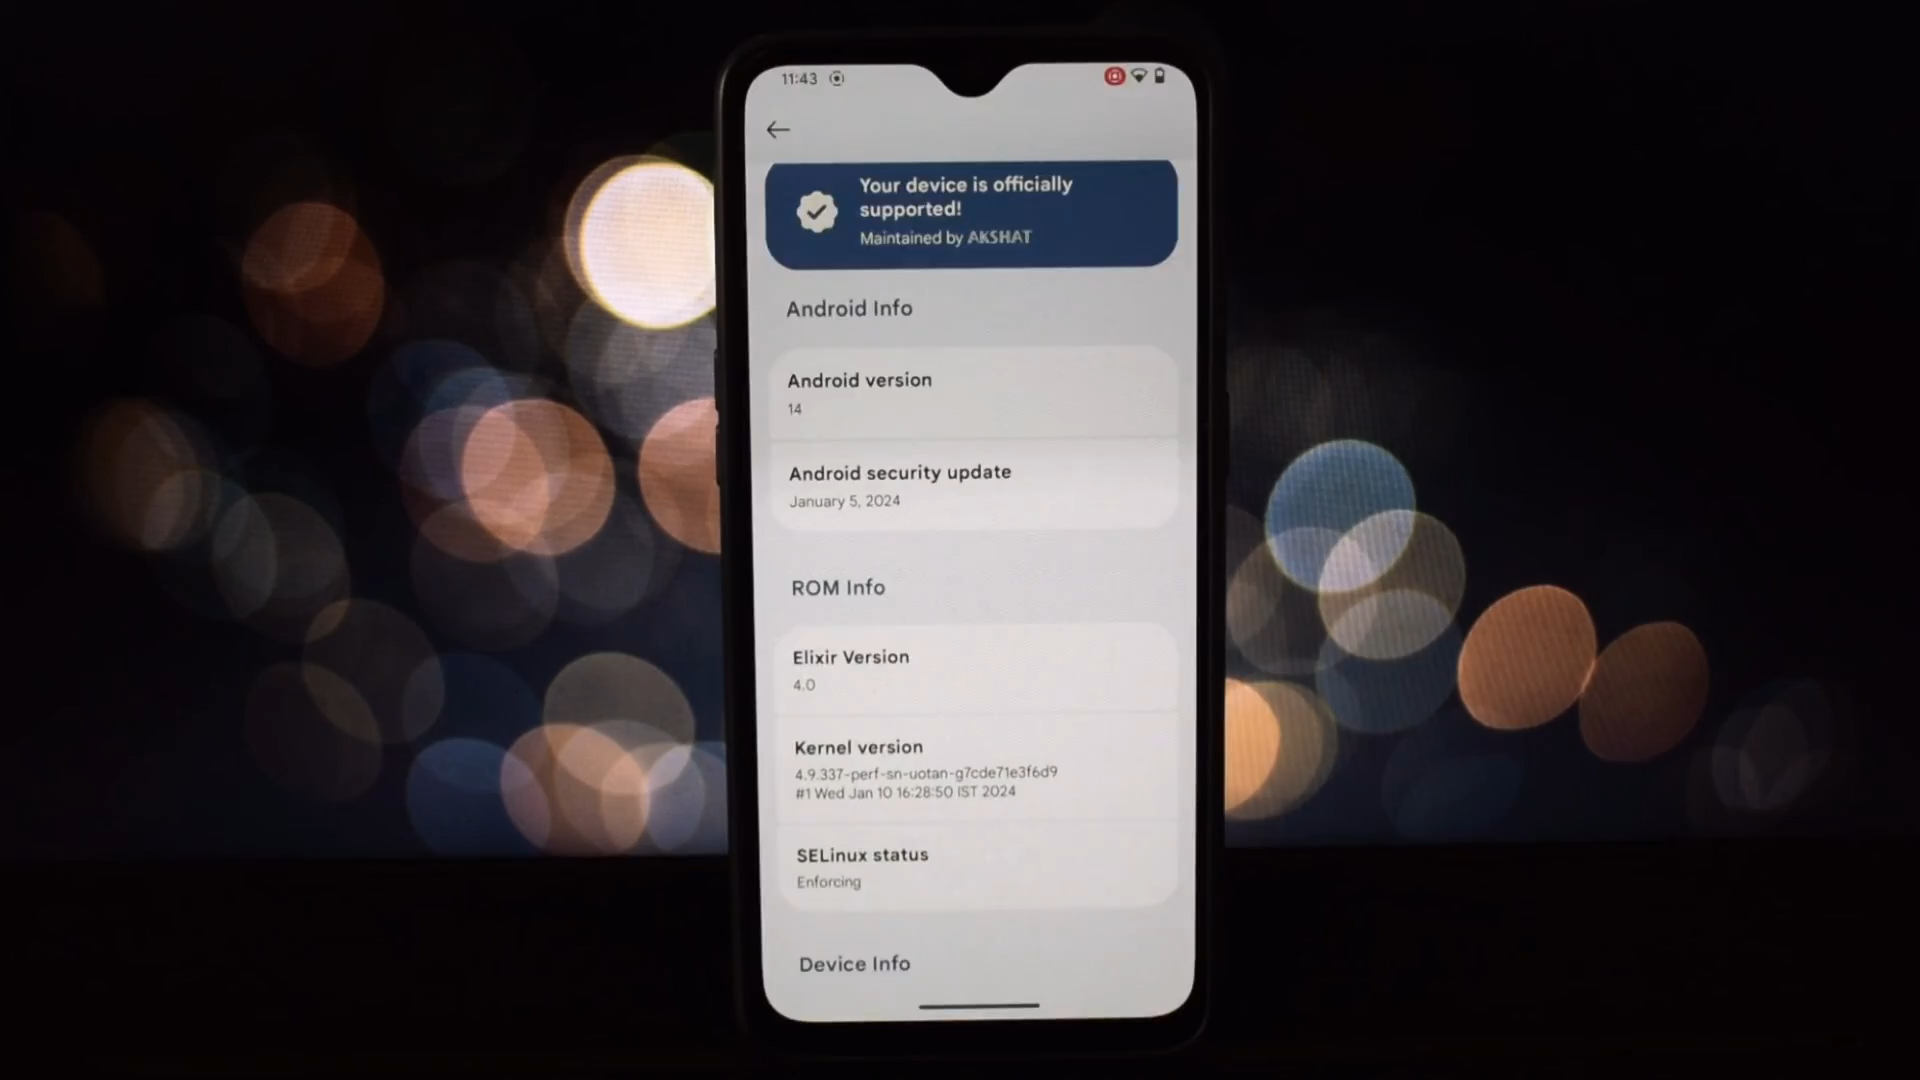 11:43
Your device is officially
supported!
Maintained by AKSHAT
Android Info
Android version
14
Android security update
January 5, 2024
ROM Info
Elixir Version
4.0
Kernel version
4.9.337-perf-sn-uotan-g7cde71e3f6d9
#1 Wed Jan 10 16:28:50 IST 2024
SELinux status
Enforcing
Device Info